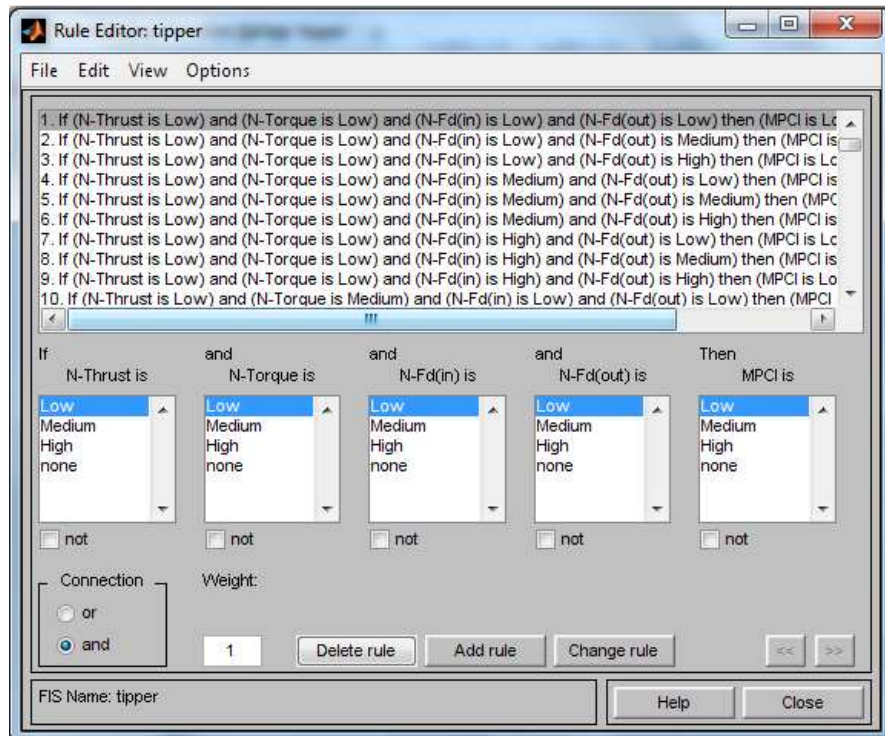 Rule Editor: tipper
File Edit View Options
1. If (N-Thrust is Low) and (N-Torque is Low) and (N-Fd(in) is Low) and (N-Fd(out) is Low) then (MPCI is Lo
2. If (N-Thrust is Low) and (N-Torque is Low) and (N-Fd(in) is Low) and (N-Fd(out) is Medium) then (MPCI is
3. If (N-Thrust is Low) and (N-Torque is Low) and (N-Fd(in) is Low) and (N-Fd(out) is High) then (MPCI is Lo
4. If (N-Thrust is Low) and (N-Torque is Low) and (N-Fd(in) is Medium) and (N-Fd(out) is Low) then (MPCI is
5. If (N-Thrust is Low) and (N-Torque is Low) and (N-Fd(in) is Medium) and (N-Fd(out) is Medium) then (MPC
6. If (N-Thrust is Low) and (N-Torque is Low) and (N-Fd(in) is Medium) and (N-Fd(out) is High) then (MPCI is
7. If (N-Thrust is Low) and (N-Torque is Low) and (N-Fd(in) is High) and (N-Fd(out) is Low) then (MPCI is Lo
8. If (N-Thrust is Low) and (N-Torque is Low) and (N-Fd(in) is High) and (N-Fd(out) is Medium) then (MPCI is
9. If (N-Thrust is Low) and (N-Torque is Low) and (N-Fd(in) is High) and (N-Fd(out) is High) then (MPCI is Lo
10. If (N-Thrust is Low) and (N-Torque is Medium) and (N-Fd(in) is Low) and (N-Fd(out) is Low) then (MPCI
If and and and Then
N-Thrust is N-Torque is N-Fd(in) is N-Fd(out) is MPCI is
Low Low Low Low Low
Medium Medium Medium Medium Medium
High High High High High
none none none none none
not not not not not
Connection Weight:
or
and 1 Delete rule Add rule Change rule << >>
FIS Name: tipper Help Close